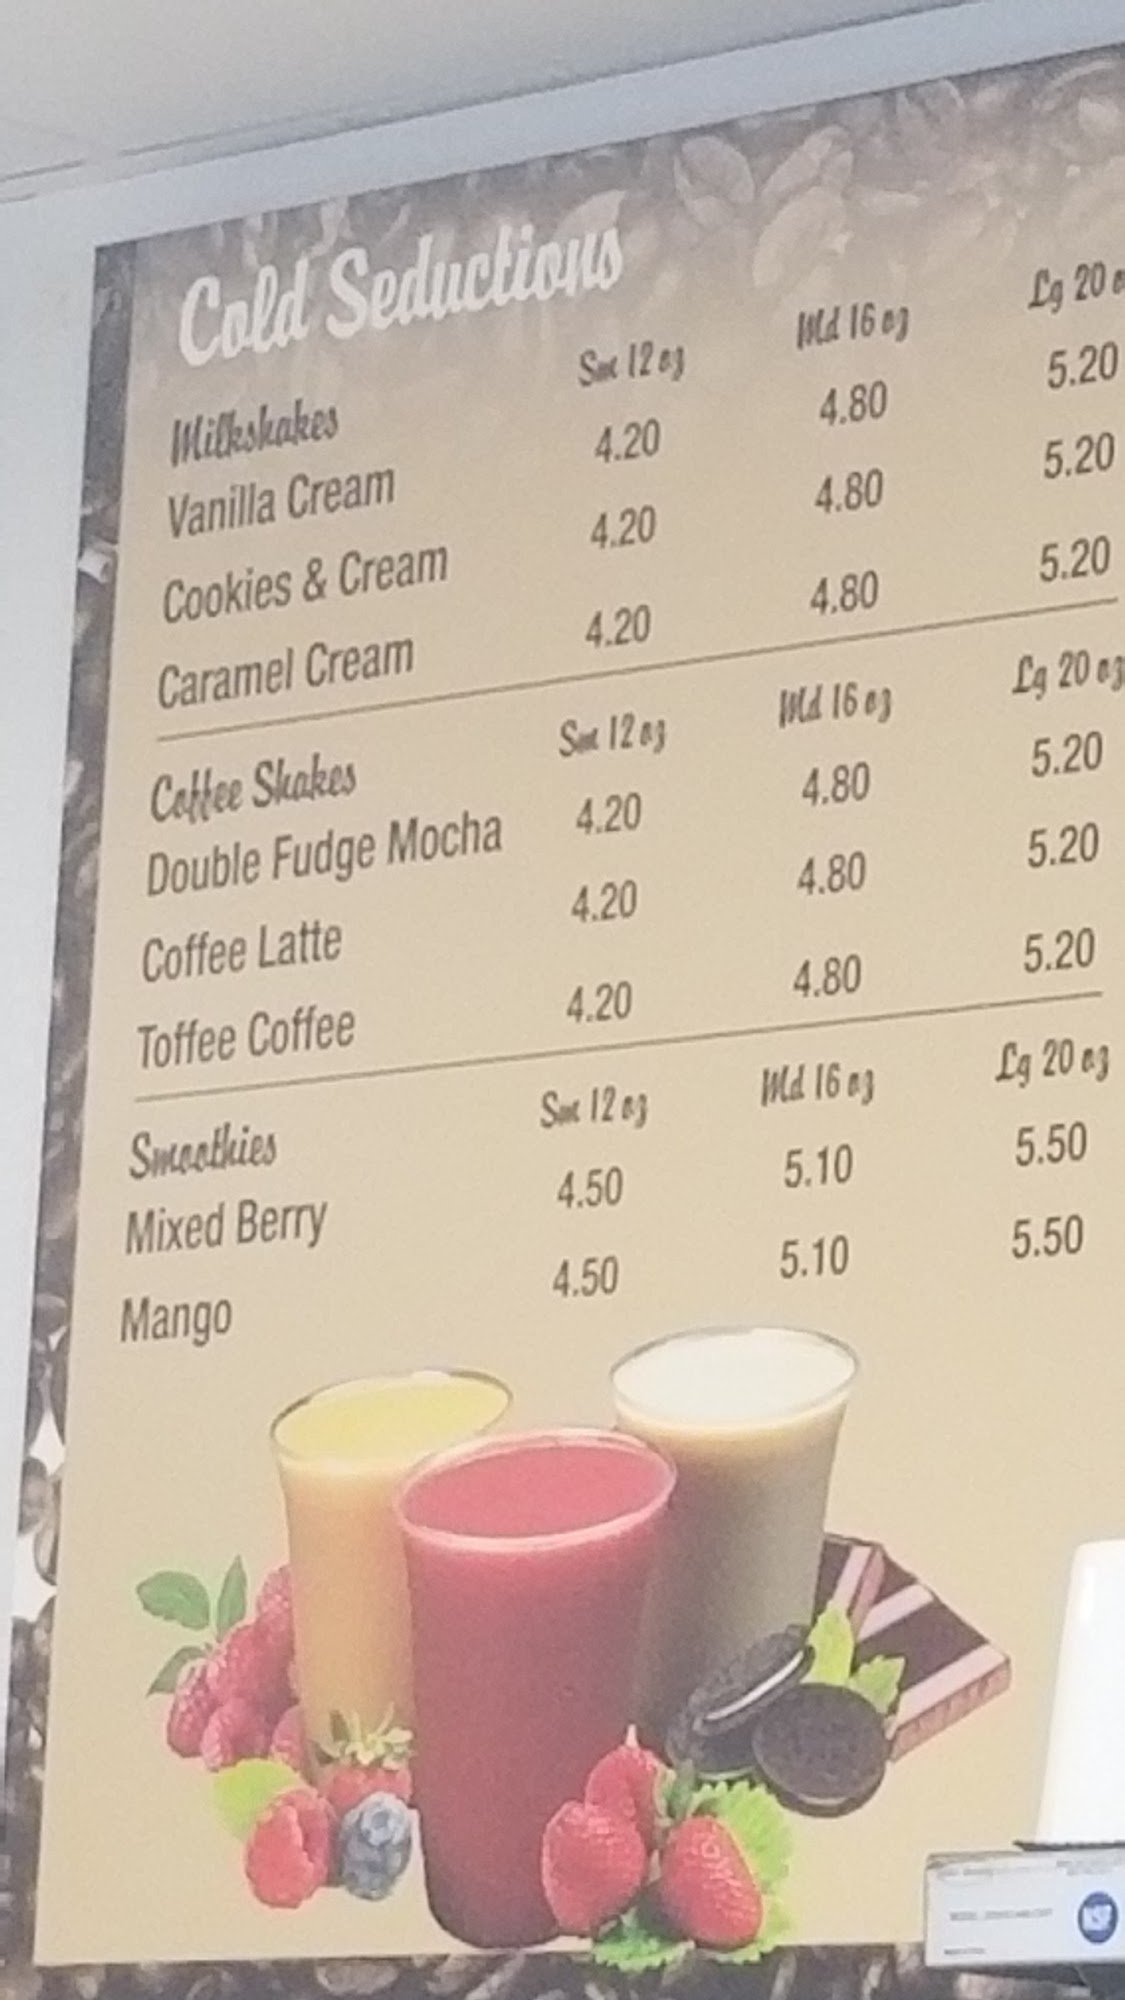 Cold Seductions
Milkshakes Sm 12 oz Md 16 oz Lg 20
Vanilla Cream 4.20 4.80 5.20
Cookies & Cream 4.20 4.80 5.20
Caramel Cream 4.20 4.80 5.20
Coffee Shakes Sm 12 oz Md 16 oz Lg 20 oz
Double Fudge Mocha 4.20 4.80 5.20
Coffee Latte 4.20 4.80 5.20
Toffee Coffee 4.20 4.80 5.20
Smoothies Sm 12 oz Md 16 oz Lg 20 oz
Mixed Berry 4.50 5.10 5.50
Mango 4.50 5.10 5.50
NSF